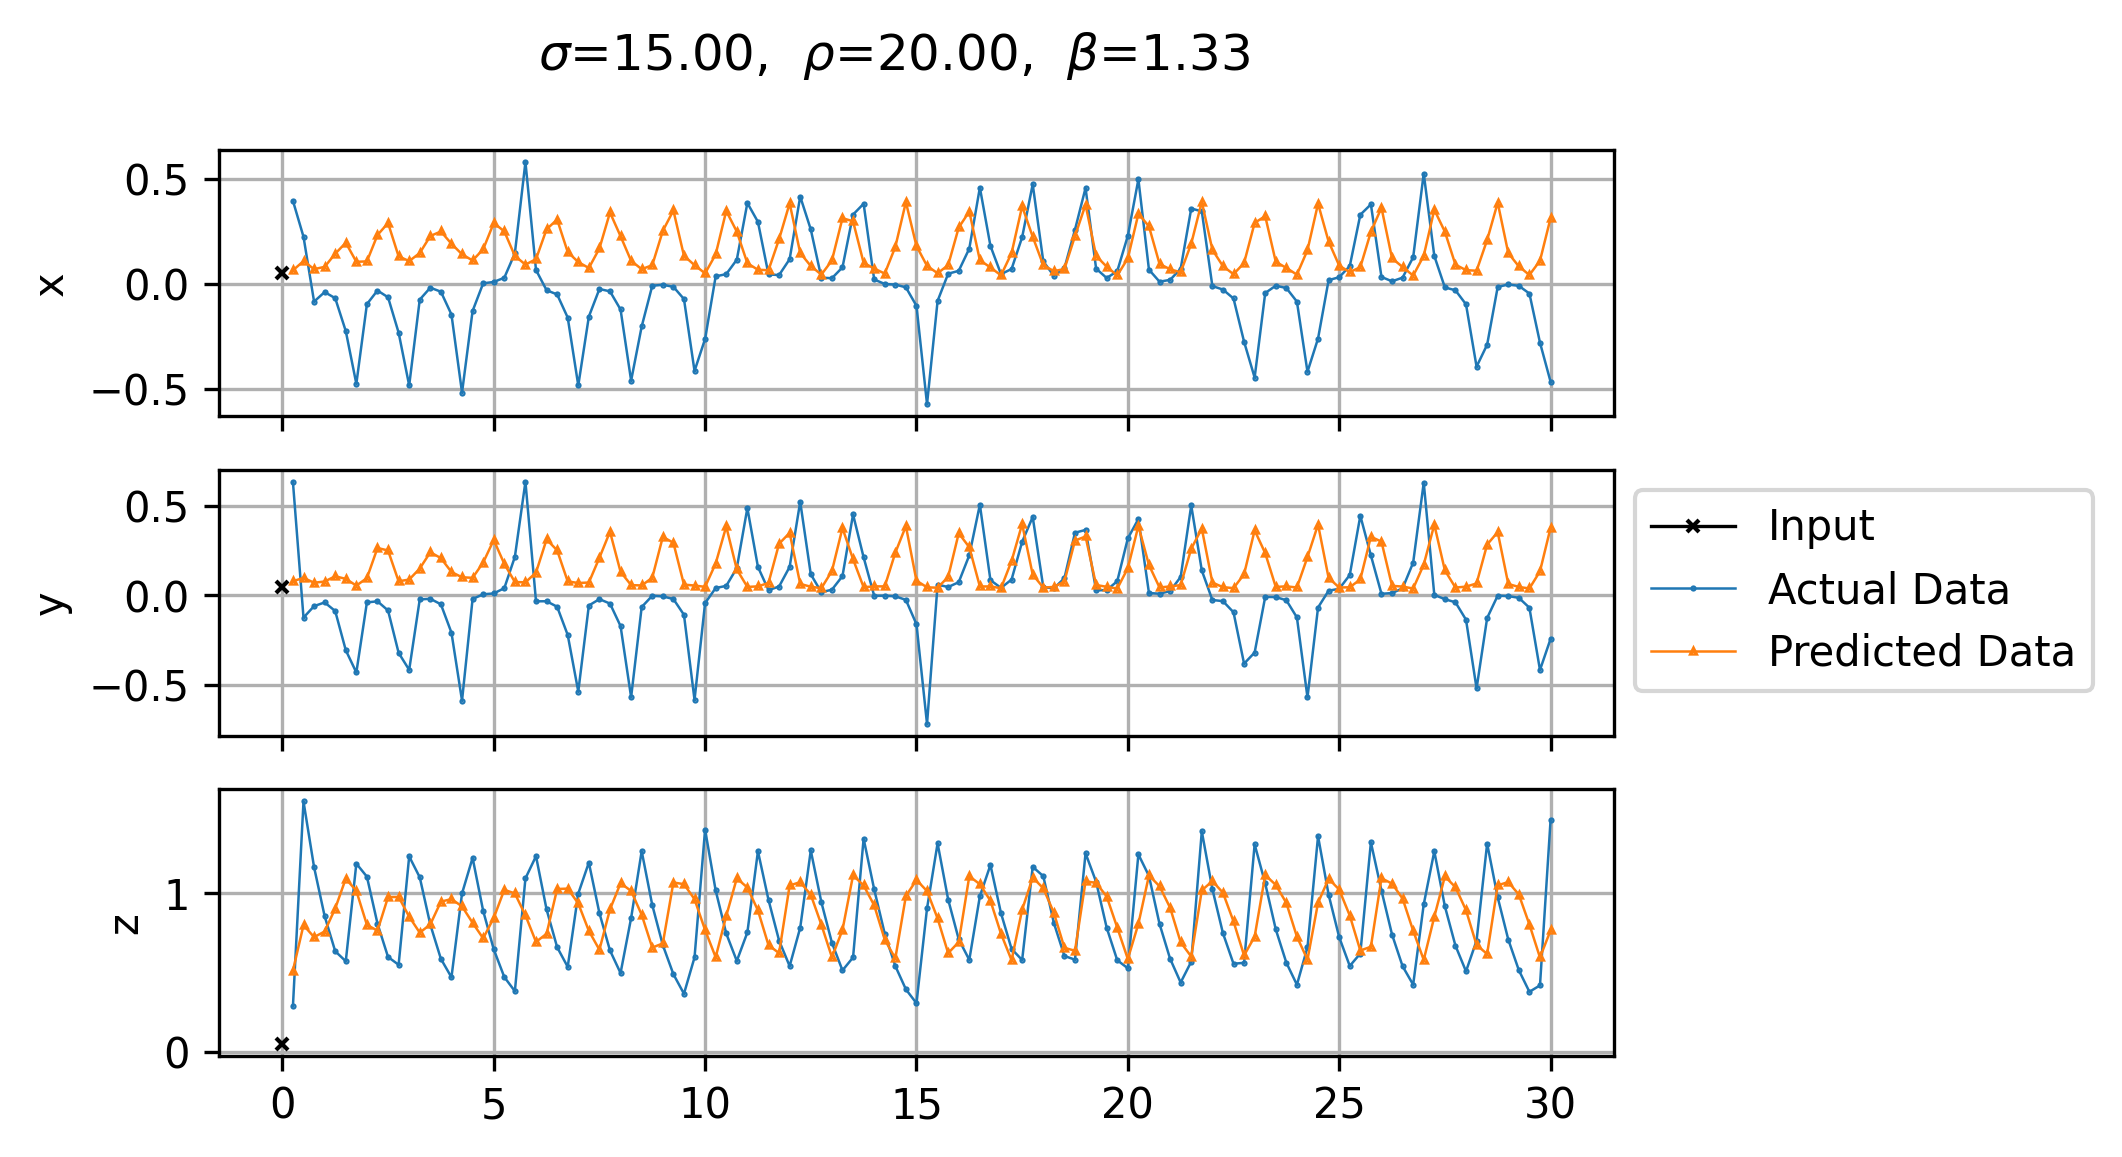 σ=15.00, ρ=20.00, β=1.33
0.5
0.0
−0.5
x
0.5
0.0
−0.5
y
Input
Actual Data
Predicted Data
1
0
z
0 5 10 15 20 25 30